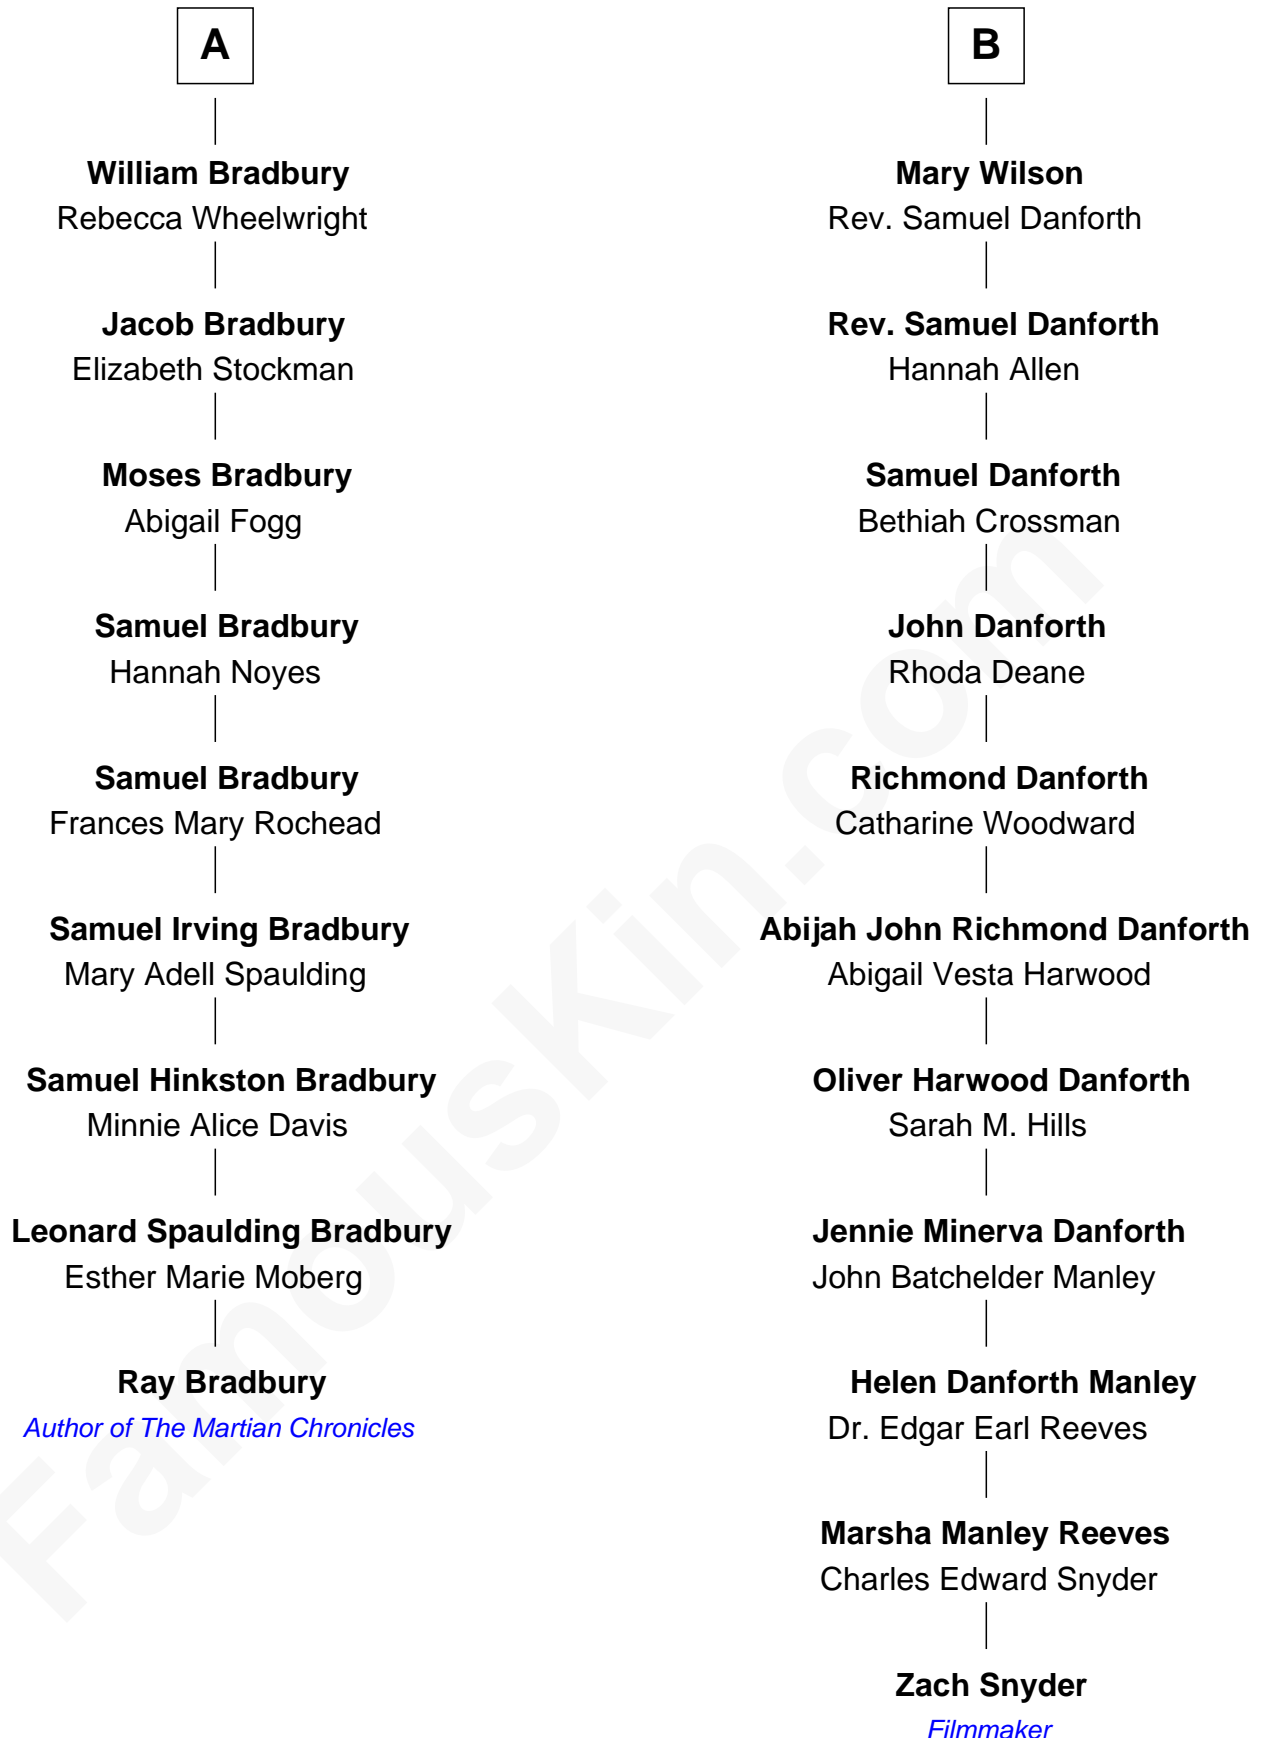 A
William Bradbury
Rebecca Wheelwright
Jacob Bradbury
Elizabeth Stockman
Moses Bradbury
Abigail Fogg
Samuel Bradbury
Hannah Noyes
Samuel Bradbury
Frances Mary Rochead
Samuel Irving Bradbury
Mary Adell Spaulding
Samuel Hinkston Bradbury
Minnie Alice Davis
Leonard Spaulding Bradbury
Esther Marie Moberg
Ray Bradbury
Author of The Martian Chronicles
B
Mary Wilson
Rev. Samuel Danforth
Rev. Samuel Danforth
Hannah Allen
Samuel Danforth
Bethiah Crossman
John Danforth
Rhoda Deane
Richmond Danforth
Catharine Woodward
Abijah John Richmond Danforth
Abigail Vesta Harwood
Oliver Harwood Danforth
Sarah M. Hills
Jennie Minerva Danforth
John Batchelder Manley
Helen Danforth Manley
Dr. Edgar Earl Reeves
Marsha Manley Reeves
Charles Edward Snyder
Zach Snyder
Filmmaker
FamousKin.com